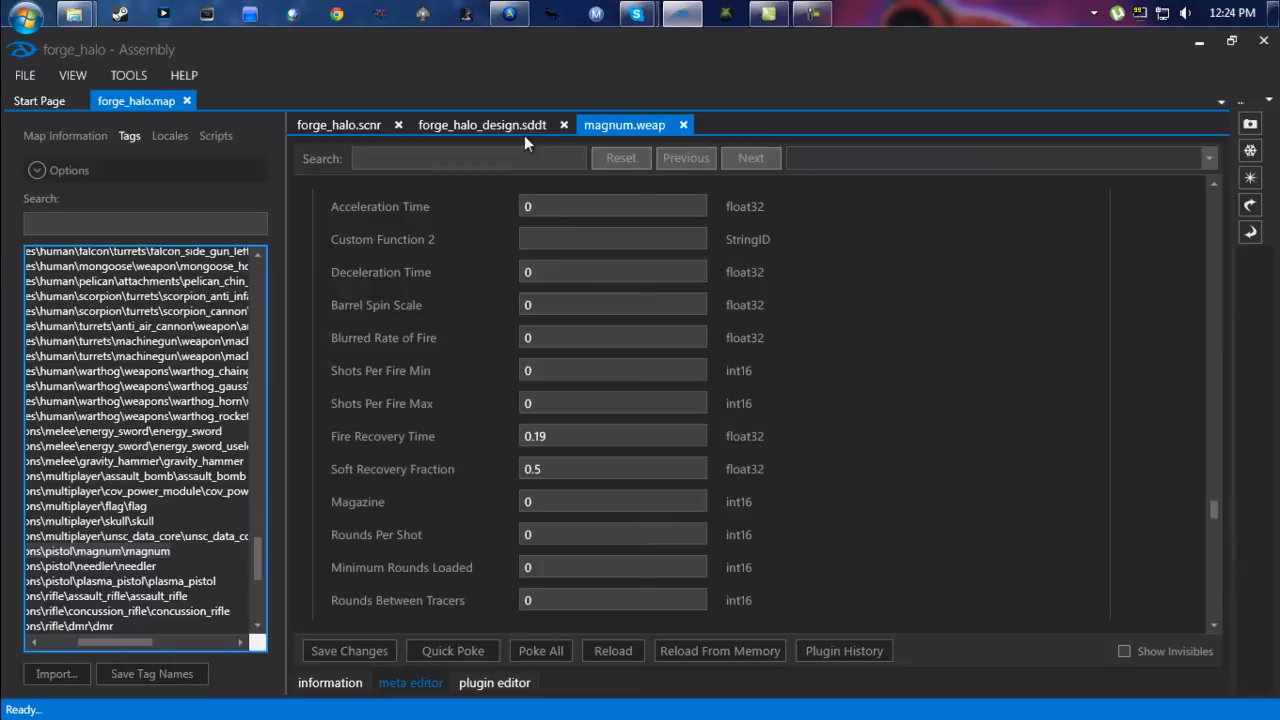 99
12:24 PM
forge_halo - Assembly
FILE VIEW TOOLS HELP
Start Page forge_halo.map
Map Information Tags Locales Scripts
Options
Search:
es\human\falcon\turrets\falcon_side_gun_left
es\human\mongoose\weapon\mongoose_ho
es\human\pelican\attachments\pelican_chin_
es\human\scorpion\turrets\scorpion_anti_infa
es\human\scorpion\turrets\scorpion_cannon
es\human\turrets\anti_air_cannon\weapon\an
es\human\turrets\machinegun\weapon\mach
es\human\turrets\machinegun\weapon\mach
es\human\warthog\weapons\warthog_chaing
es\human\warthog\weapons\warthog_gauss
es\human\warthog\weapons\warthog_horn\w
es\human\warthog\weapons\warthog_rocket
ons\melee\energy_sword\energy_sword
ons\melee\energy_sword\energy_sword_usele
ons\melee\gravity_hammer\gravity_hammer
ons\multiplayer\assault_bomb\assault_bomb
ons\multiplayer\cov_power_module\cov_pow
ons\multiplayer\flag\flag
ons\multiplayer\skull\skull
ons\multiplayer\unsc_data_core\unsc_data_co
ons\pistol\magnum\magnum
ons\pistol\needler\needler
ons\pistol\plasma_pistol\plasma_pistol
ons\rifle\assault_rifle\assault_rifle
ons\rifle\concussion_rifle\concussion_rifle
ons\rifle\dmr\dmr
Import... Save Tag Names
forge_halo.scnr forge_halo_design.sddt magnum.weap
Search: Reset Previous Next
Acceleration Time 0 float32
Custom Function 2 StringID
Deceleration Time 0 float32
Barrel Spin Scale 0 float32
Blurred Rate of Fire 0 float32
Shots Per Fire Min 0 int16
Shots Per Fire Max 0 int16
Fire Recovery Time 0.19 float32
Soft Recovery Fraction 0.5 float32
Magazine 0 int16
Rounds Per Shot 0 int16
Minimum Rounds Loaded 0 int16
Rounds Between Tracers 0 int16
Save Changes Quick Poke Poke All Reload Reload From Memory Plugin History Show Invisibles
information meta editor plugin editor
Ready...